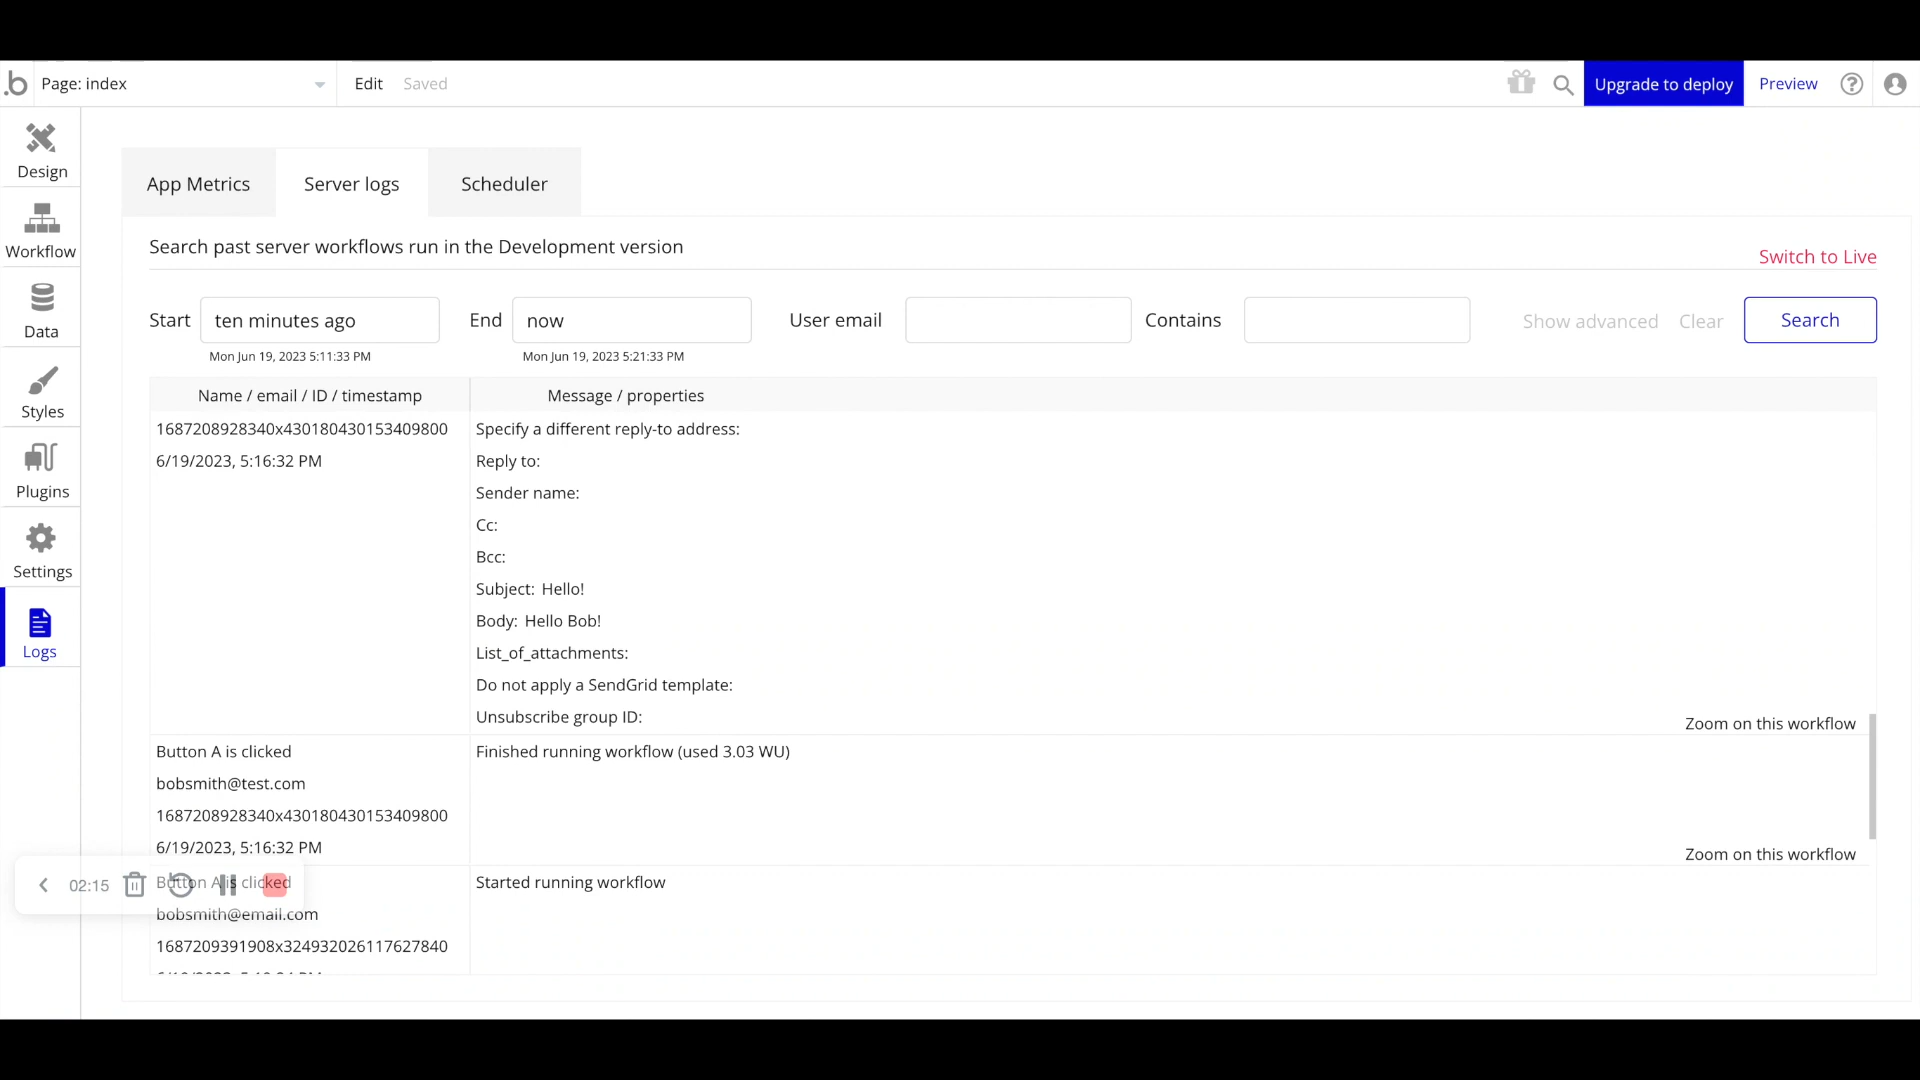 .b Page: index Edit Saved Upgrade to deploy Preview ?
Design
Workflow
Data
Styles
Plugins
Settings
Logs
App Metrics Server logs Scheduler
Search past server workflows run in the Development version
Switch to Live
Start ten minutes ago End now User email Contains Show advanced Clear Search
Mon Jun 19, 2023 5:11:33 PM Mon Jun 19, 2023 5:21:33 PM
Name / email / ID / timestamp Message / properties
1687208928340x430180430153409800 Specify a different reply-to address:
6/19/2023, 5:16:32 PM Reply to:
Sender name:
Cc:
Bcc:
Subject: Hello!
Body: Hello Bob!
List_of_attachments:
Do not apply a SendGrid template:
Unsubscribe group ID:
Zoom on this workflow
Button A is clicked Finished running workflow (used 3.03 WU)
bobsmith@test.com
1687208928340x430180430153409800
6/19/2023, 5:16:32 PM
Zoom on this workflow
02:15
Button A is clicked Started running workflow
bobsmith@email.com
1687209391908x324932026117627840